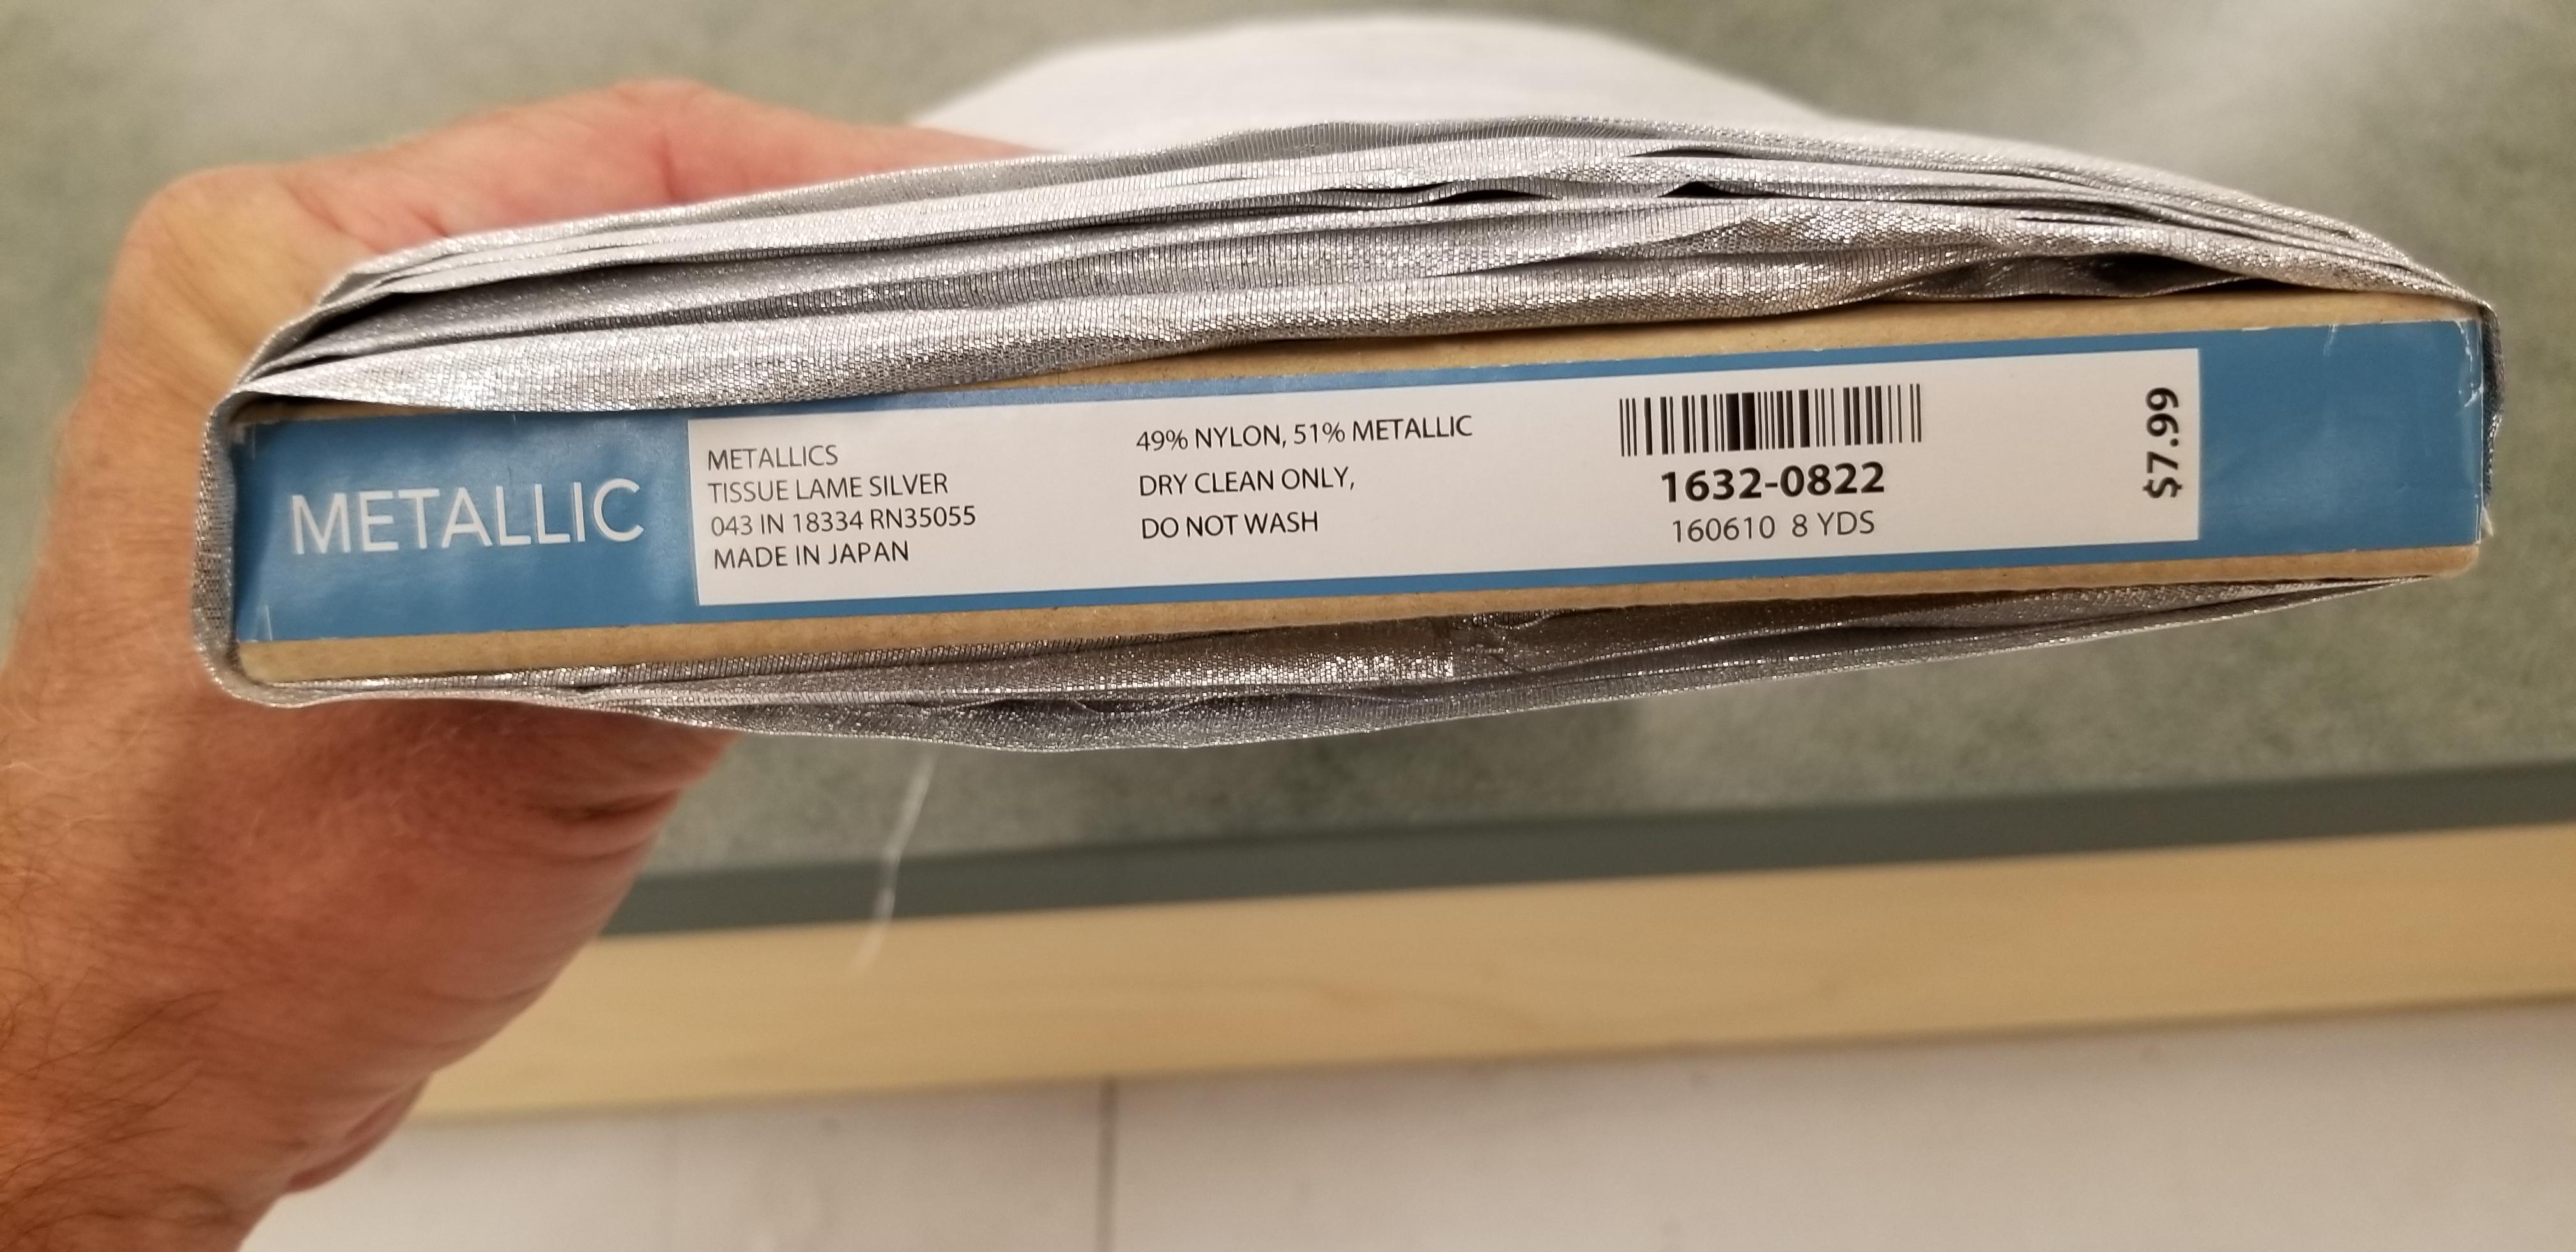 METALLIC
METALLICS
TISSUE LAME SILVER
043 IN 18334 RN35055
MADE IN JAPAN
49% NYLON, 51% METALLIC
DRY CLEAN ONLY,
DO NOT WASH
1632-0822
160610 8 YDS
$7.99